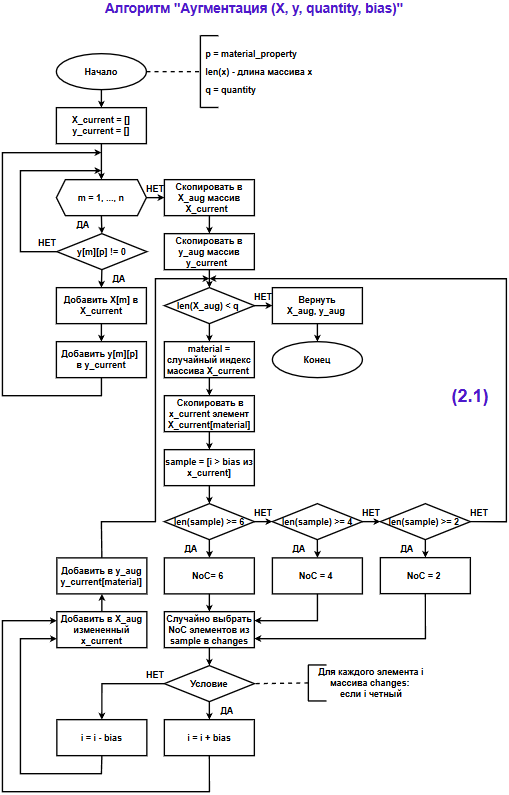 Алгоритм "Аугментация (X, y, quantity, bias)"
Начало
p = material_property
len(x) - длина массива x
q = quantity
X_current = []
y_current = []
m = 1, ..., n
НЕТ
Скопировать в
X_aug массив
X_current
ДА
НЕТ
y[m][p] != 0
Скопировать в
y_aug массив
y_current
ДА
Добавить X[m] в
X_current
len(X_aug) < q
НЕТ
Вернуть
X_aug, y_aug
ДА
Добавить y[m][p]
в y_current
material =
случайный индекс
массива X_current
Конец
Скопировать в
x_current элемент
X_current[material]
(2.1)
sample = [i > bias из
x_current]
len(sample) >= 6
НЕТ
len(sample) >= 4
НЕТ
len(sample) >= 2
НЕТ
ДА
ДА
ДА
Добавить в y_aug
y_current[material]
NoC= 6
NoC = 4
NoC = 2
Добавить в X_aug
измененный
x_current
Случайно выбрать
NoC элементов из
sample в changes
НЕТ
Условие
Для каждого элемента i
массива changes:
если i четный
ДА
i = i - bias
i = i + bias